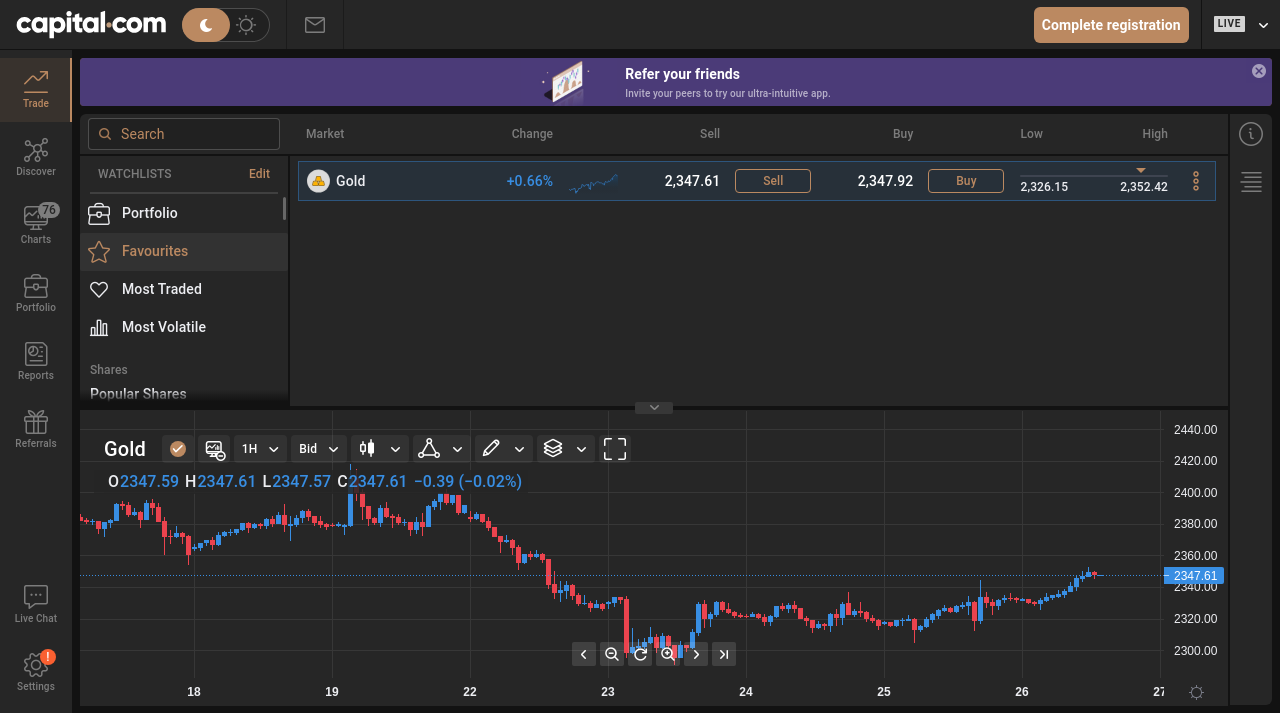 capital.com
Complete registration
LIVE
Trade
Discover
76
Charts
Portfolio
Reports
Referrals
Live Chat
!
Settings
Refer your friends
Invite your peers to try our ultra-intuitive app.
Search
Market Change Sell Buy Low High
WATCHLISTS Edit
Portfolio
Favourites
Most Traded
Most Volatile
Shares
Popular Shares
Gold +0.66% 2,347.61 Sell 2,347.92 Buy 2,326.15 2,352.42
Gold 1H Bid
O2347.59 H2347.61 L2347.57 C2347.61 −0.39 (−0.02%)
2440.00
2420.00
2400.00
2380.00
2360.00
2347.61
2340.00
2320.00
2300.00
18 19 22 23 24 25 26 27